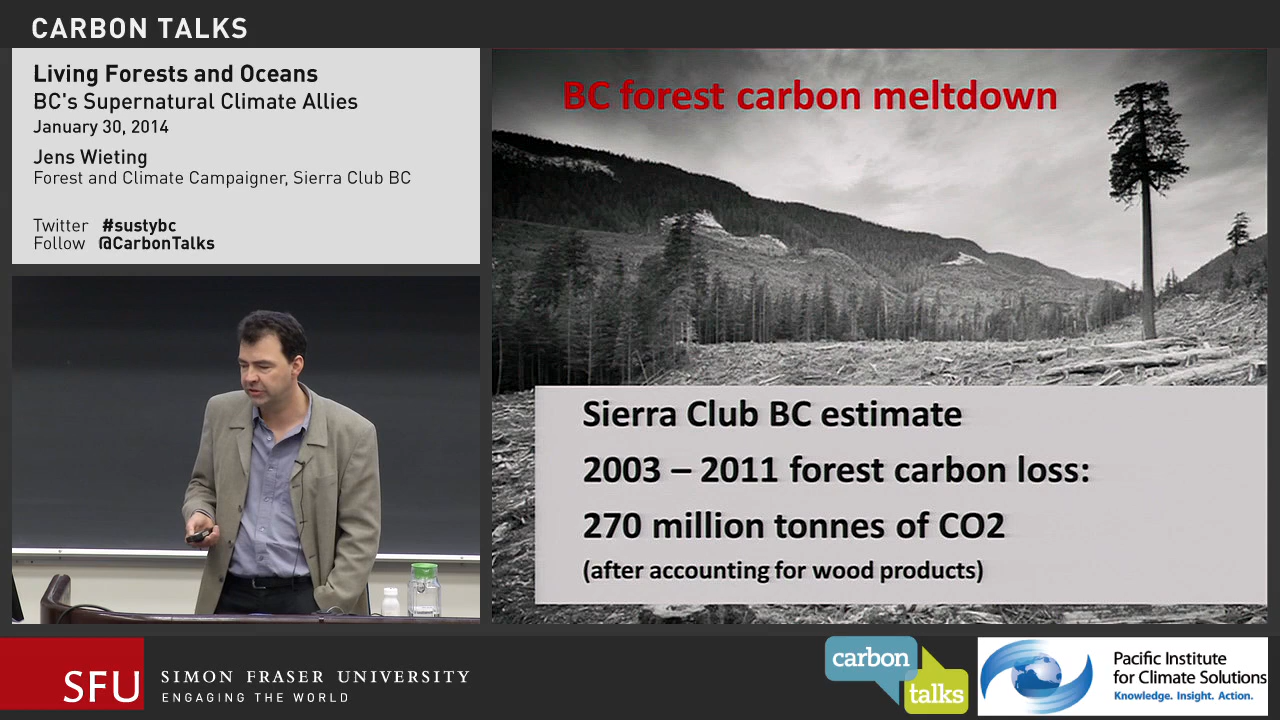 CARBON TALKS
Living Forests and Oceans
BC's Supernatural Climate Allies
January 30, 2014
Jens Wieting
Forest and Climate Campaigner, Sierra Club BC
Twitter #sustybc
Follow @CarbonTalks
BC forest carbon meltdown
Sierra Club BC estimate
2003 – 2011 forest carbon loss:
270 million tonnes of CO2
(after accounting for wood products)
SFU
SIMON FRASER UNIVERSITY
ENGAGING THE WORLD
carbon
talks
Pacific Institute
for Climate Solutions
Knowledge. Insight. Action.